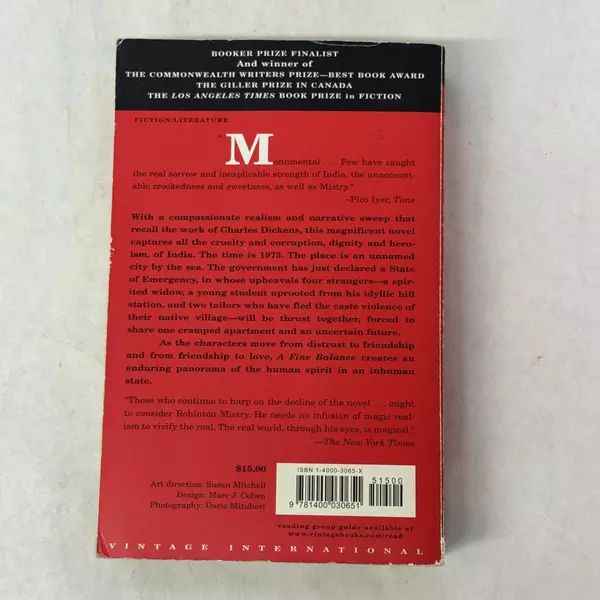 BOOKER PRIZE FINALIST
And winner of
THE COMMONWEALTH WRITERS PRIZE—BEST BOOK AWARD
THE GILLER PRIZE IN CANADA
THE LOS ANGELES TIMES BOOK PRIZE in FICTION
FICTION/LITERATURE
"Monumental . . . Few have caught
the real sorrow and inexplicable strength of India, the unaccount-
able crookedness and sweetness, as well as Mistry."
–Pico Iyer, Time
With a compassionate realism and narrative sweep that
recall the work of Charles Dickens, this magnificent novel
captures all the cruelty and corruption, dignity and hero-
ism, of India. The time is 1975. The place is an unnamed
city by the sea. The government has just declared a State
of Emergency, in whose upheavals four strangers—a spir-
ited widow, a young student uprooted from his idyllic hill
station, and two tailors who have fled the caste violence of
their native village—will be thrust together, forced to
share one cramped apartment and an uncertain future.
As the characters move from distrust to friendship
and from friendship to love, A Fine Balance creates an
enduring panorama of the human spirit in an inhuman
state.
"Those who continue to harp on the decline of the novel. . . ought
to consider Rohinton Mistry. He needs no infusion of magic real-
ism to vivify the real. The real world, through his eyes, is magical."
—The New York Times
$15.00
Art direction: Susan Mitchell
Design: Marc J. Cohen
Photography: Dario Mitidieri
ISBN 1-4000-3065-X
51500
9 781400 030651
reading group guide available at
www.vintagebooks.com/read
VINTAGE INTERNATIONAL